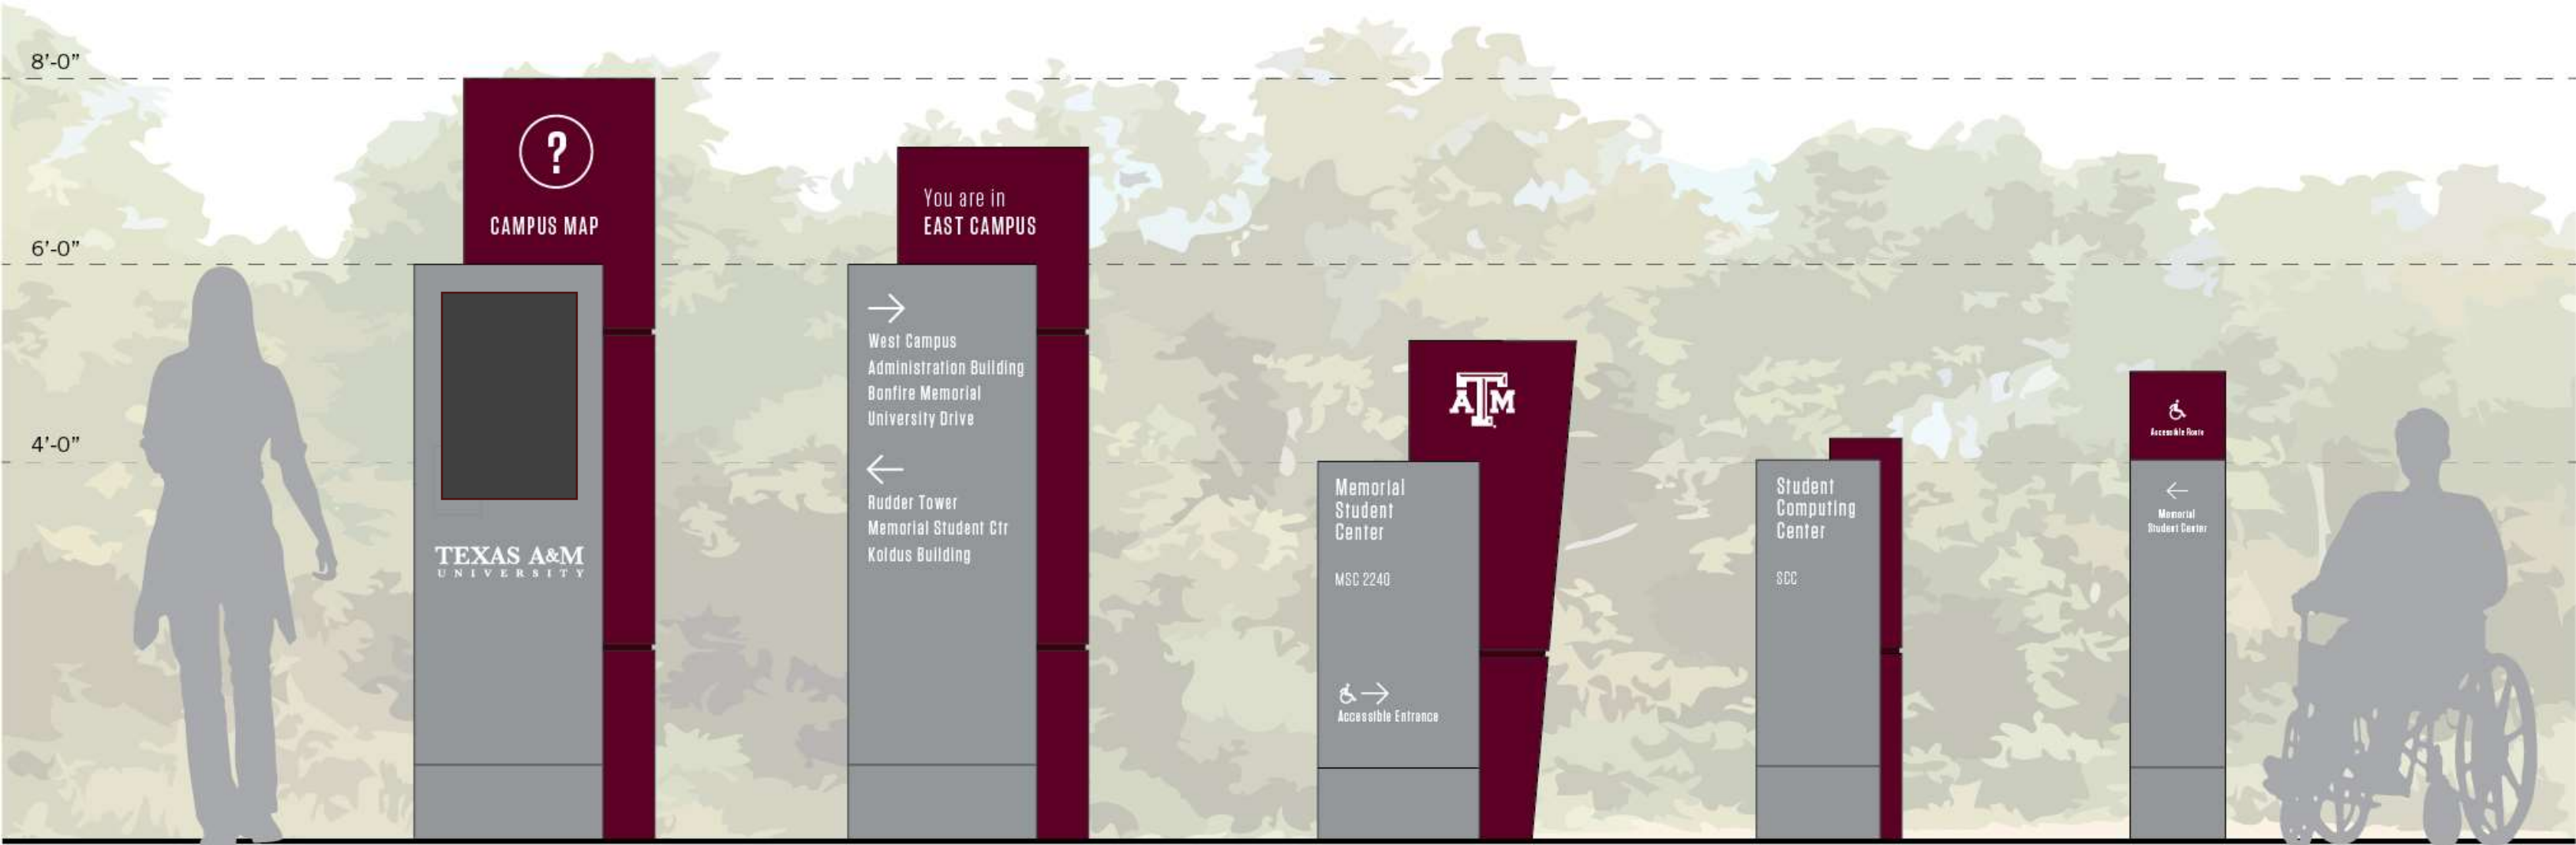 8'-0"
6'-0"
4'-0"
?
CAMPUS MAP
TEXAS A&M
UNIVERSITY
You are in
EAST CAMPUS
→
West Campus
Administration Building
Bonfire Memorial
University Drive
←
Rudder Tower
Memorial Student Ctr
Koldus Building
ATM
Memorial
Student
Center
MSC 2240
→
Accessible Entrance
Student
Computing
Center
SCC
Accessible Route
←
Memorial
Student Center